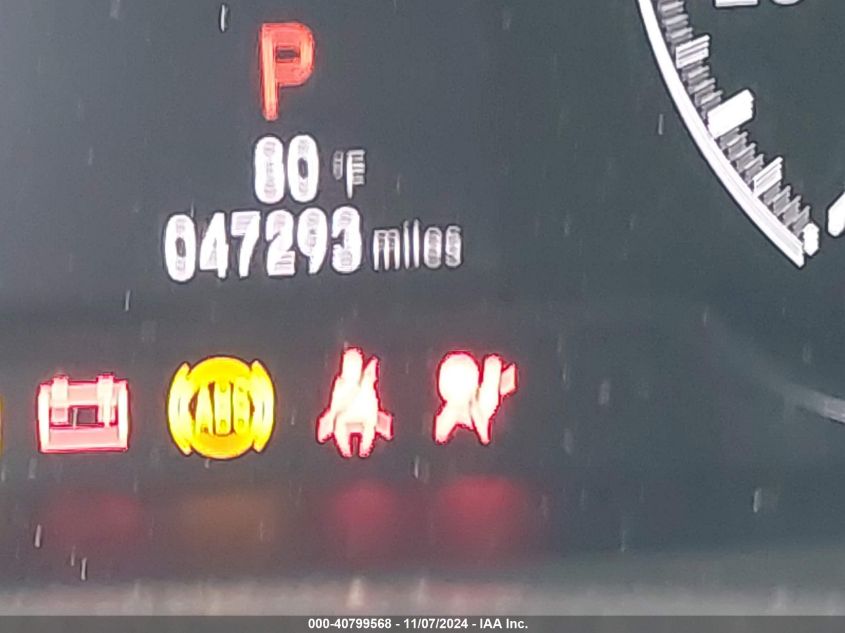 P
80 °F
047293 miles
ABS
000-40799568 - 11/07/2024 - IAA Inc.